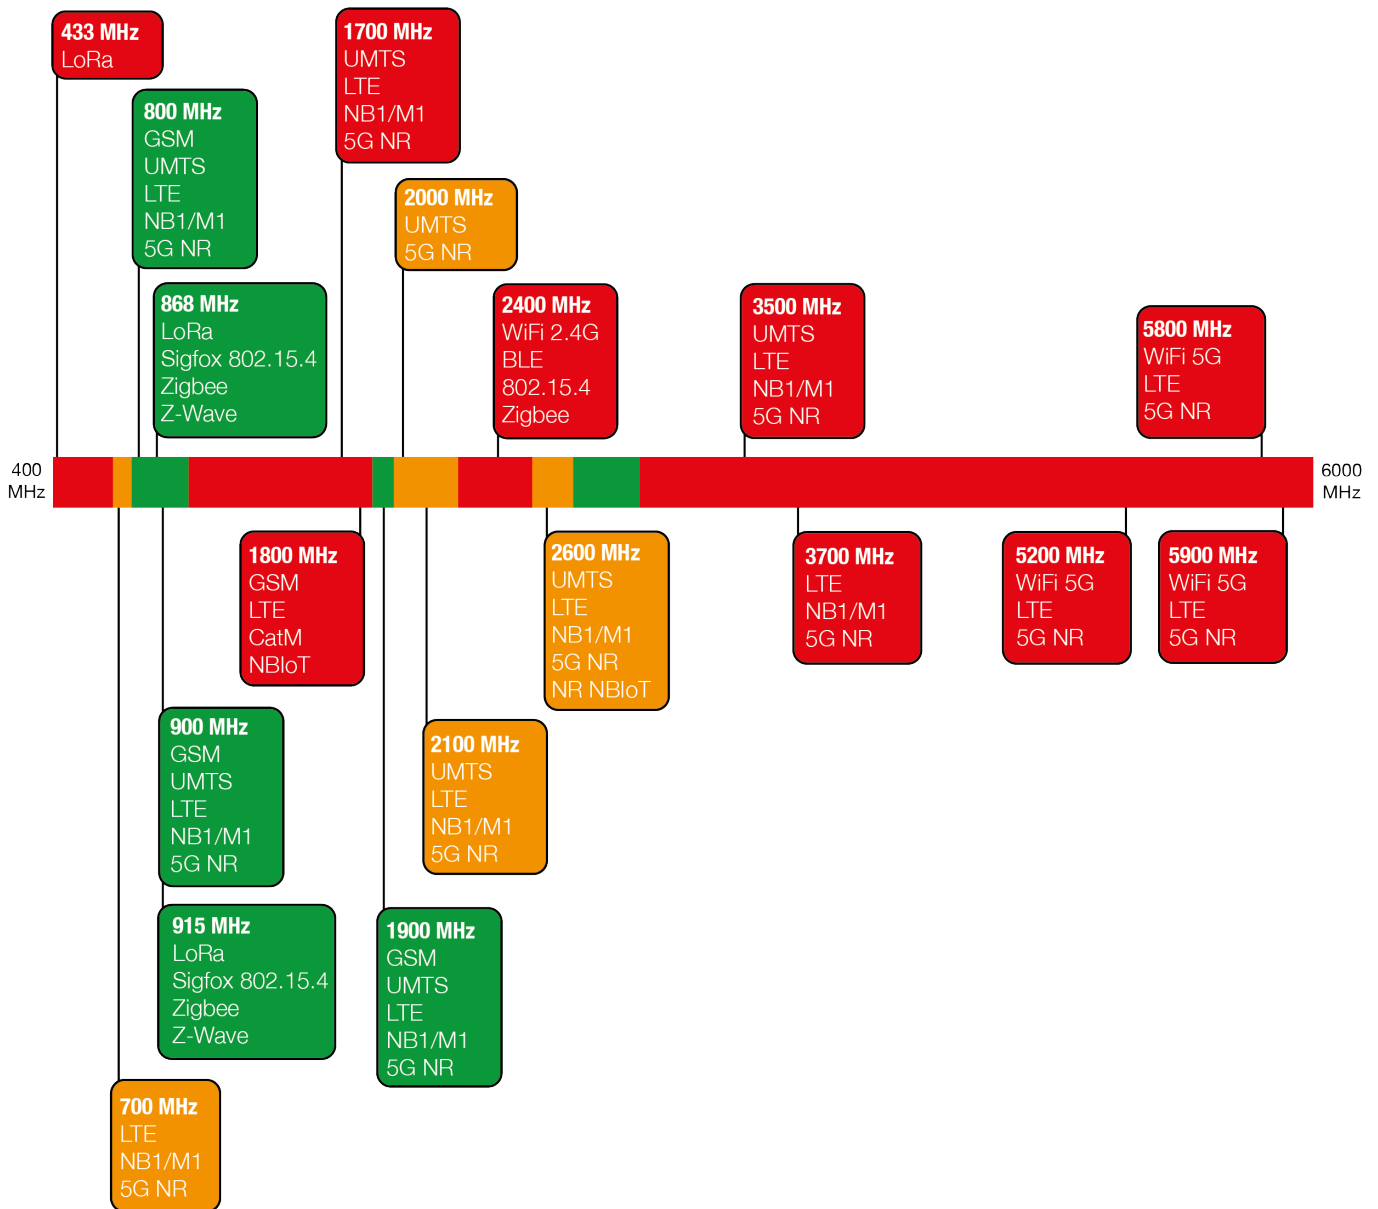 433 MHz
LoRa
800 MHz
GSM
UMTS
LTE
NB1/M1
5G NR
868 MHz
LoRa
Sigfox 802.15.4
Zigbee
Z-Wave
1700 MHz
UMTS
LTE
NB1/M1
5G NR
2000 MHz
UMTS
5G NR
2400 MHz
WiFi 2.4G
BLE
802.15.4
Zigbee
3500 MHz
UMTS
LTE
NB1/M1
5G NR
5800 MHz
WiFi 5G
LTE
5G NR
400
MHz
6000
MHz
1800 MHz
GSM
LTE
CatM
NBIoT
2600 MHz
UMTS
LTE
NB1/M1
5G NR
NR NBIoT
3700 MHz
LTE
NB1/M1
5G NR
5200 MHz
WiFi 5G
LTE
5G NR
5900 MHz
WiFi 5G
LTE
5G NR
900 MHz
GSM
UMTS
LTE
NB1/M1
5G NR
2100 MHz
UMTS
LTE
NB1/M1
5G NR
915 MHz
LoRa
Sigfox 802.15.4
Zigbee
Z-Wave
1900 MHz
GSM
UMTS
LTE
NB1/M1
5G NR
700 MHz
LTE
NB1/M1
5G NR